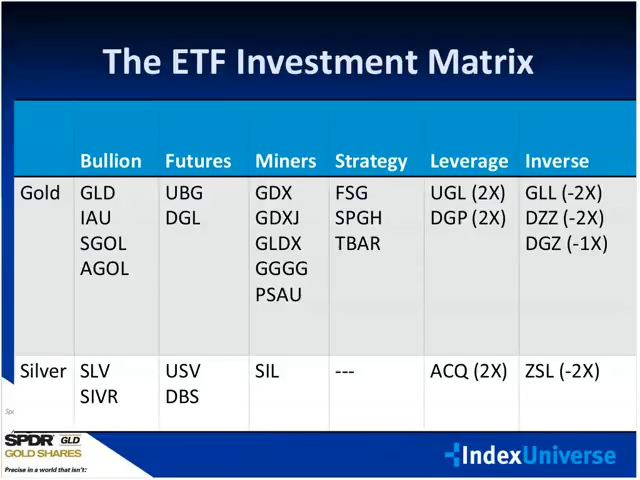 The ETF Investment Matrix
Bullion Futures Miners Strategy Leverage Inverse
Gold GLD UBG GDX FSG UGL (2X) GLL (-2X)
IAU DGL GDXJ SPGH DGP (2X) DZZ (-2X)
SGOL GLDX TBAR DGZ (-1X)
AGOL GGGG
PSAU
Silver SLV USV SIL --- ACQ (2X) ZSL (-2X)
SIVR DBS
SPDR GLD
GOLD SHARES
Precise in a world that isn't:
IndexUniverse